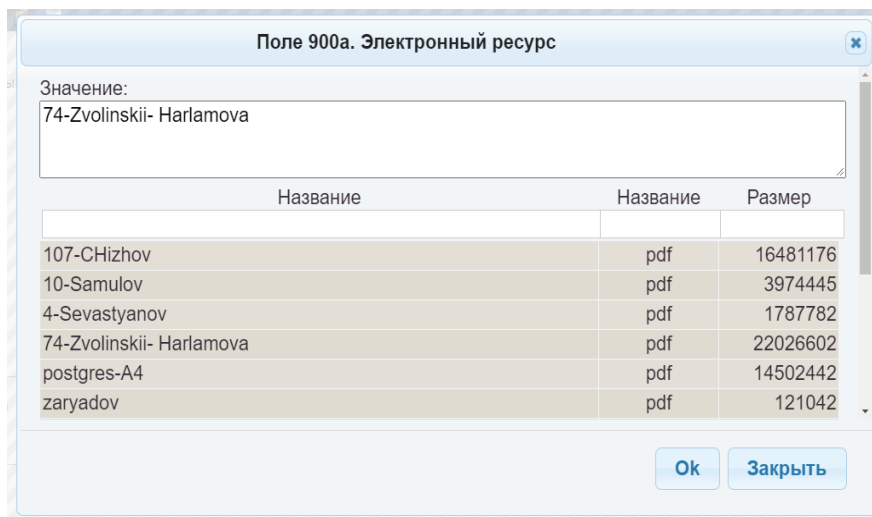 Поле 900a. Электронный ресурс
Значение:
74-Zvolinskii- Harlamova
Название Название Размер
107-CHizhov pdf 16481176
10-Samulov pdf 3974445
4-Sevastyanov pdf 1787782
74-Zvolinskii- Harlamova pdf 22026602
postgres-A4 pdf 14502442
zaryadov pdf 121042
Ok Закрыть